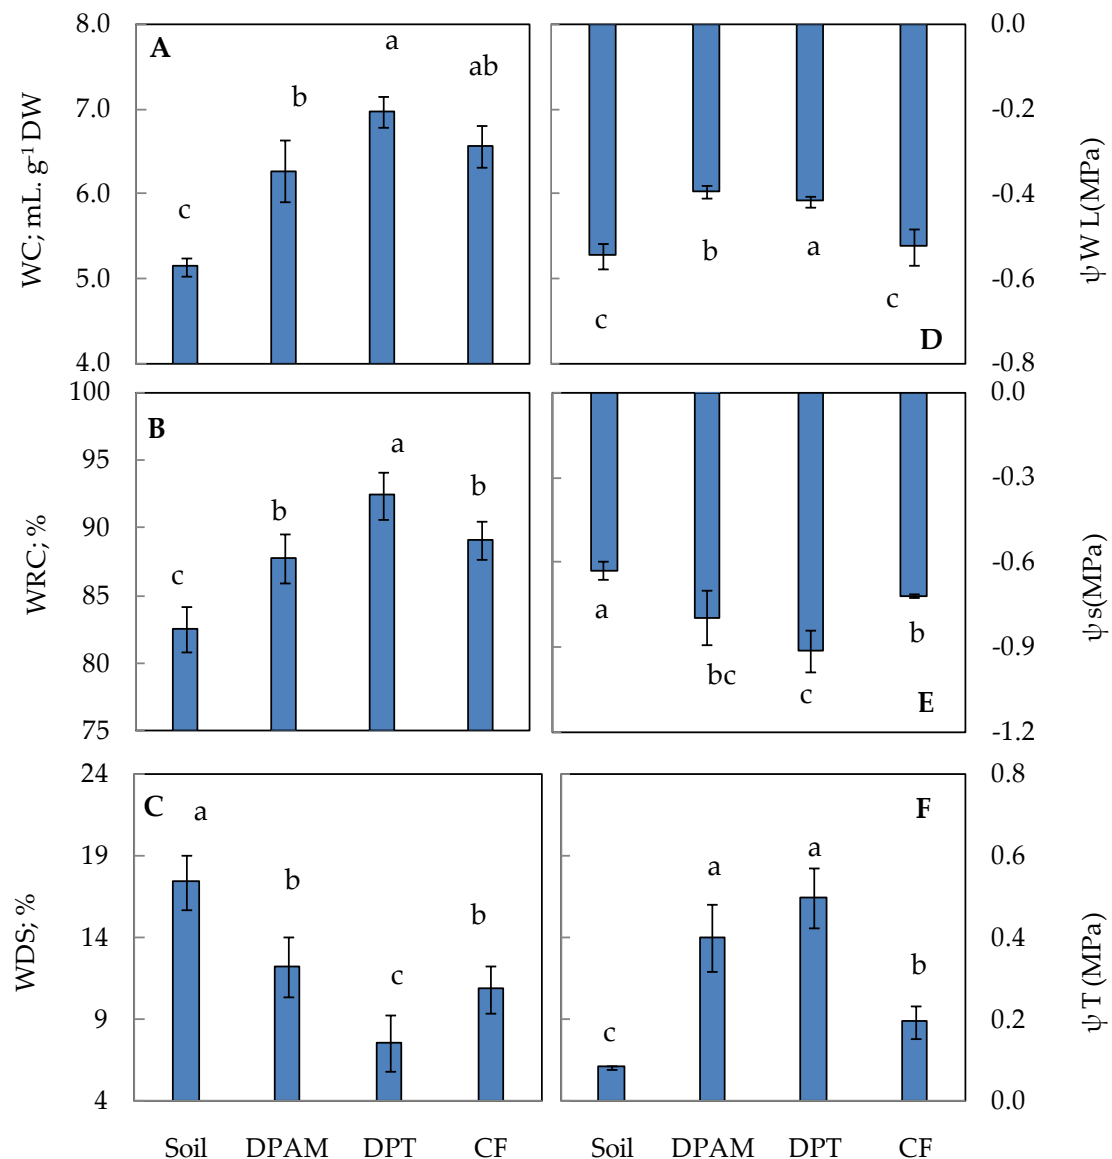 A
WC; mL. g-1 DW
8.0
7.0
6.0
5.0
4.0
c
b
a
ab
D
ψ W L(MPa)
0.0
-0.2
-0.4
-0.6
-0.8
c
b
a
c
B
WRC; %
100
95
90
85
80
75
c
b
a
b
E
ψ s(MPa)
0.0
-0.3
-0.6
-0.9
-1.2
a
bc
c
b
C
WDS; %
24
19
14
9
4
a
b
c
b
Soil DPAM DPT CF
F
ψ T (MPa)
0.8
0.6
0.4
0.2
0.0
c
a
a
b
Soil DPAM DPT CF